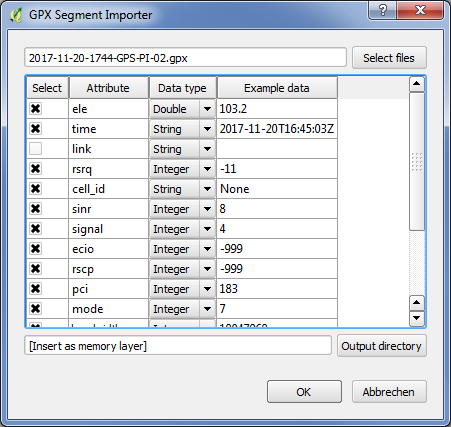 GPX Segment Importer
2017-11-20-1744-GPS-PI-02.gpx Select files
Select Attribute Data type Example data
ele Double 103.2
time String 2017-11-20T16:45:03Z
link String
rsrq Integer -11
cell_id String None
sinr Integer 8
signal Integer 4
ecio Integer -999
rscp Integer -999
pci Integer 183
mode Integer 7
Integer
[Insert as memory layer] Output directory
OK Abbrechen